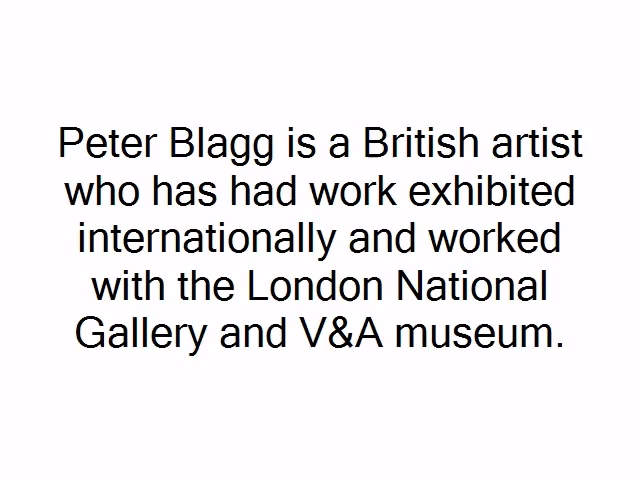 Peter Blagg is a British artist
who has had work exhibited
internationally and worked
with the London National
Gallery and V&A museum.